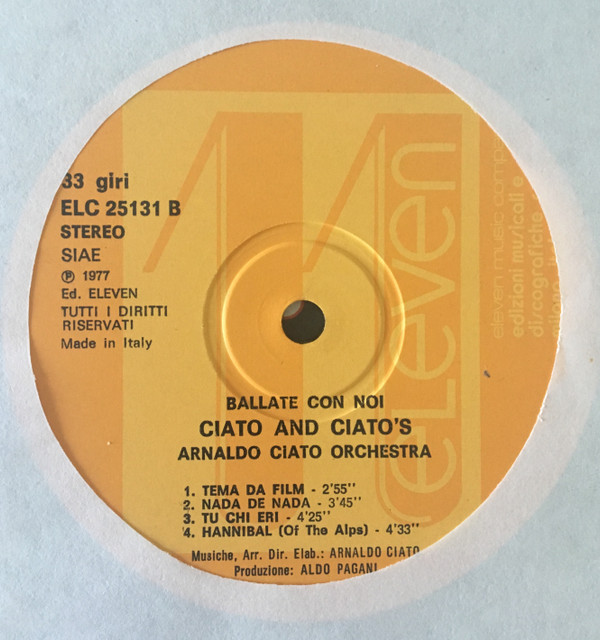 33 giri
ELC 25131 B
STEREO
SIAE
℗ 1977
Ed. ELEVEN
TUTTI I DIRITTI
RISERVATI
Made in Italy
eleven
eleven music
edizioni musicali e
discografiche
BALLATE CON NOI
CIATO AND CIATO'S
ARNALDO CIATO ORCHESTRA
1. TEMA DA FILM - 2'55''
2. NADA DE NADA - 3'45''
3. TU CHI ERI - 4'25''
4. HANNIBAL (Of The Alps) - 4'33''
Musiche, Arr. Dir. Elab.: ARNALDO CIATO
Produzione: ALDO PAGANI